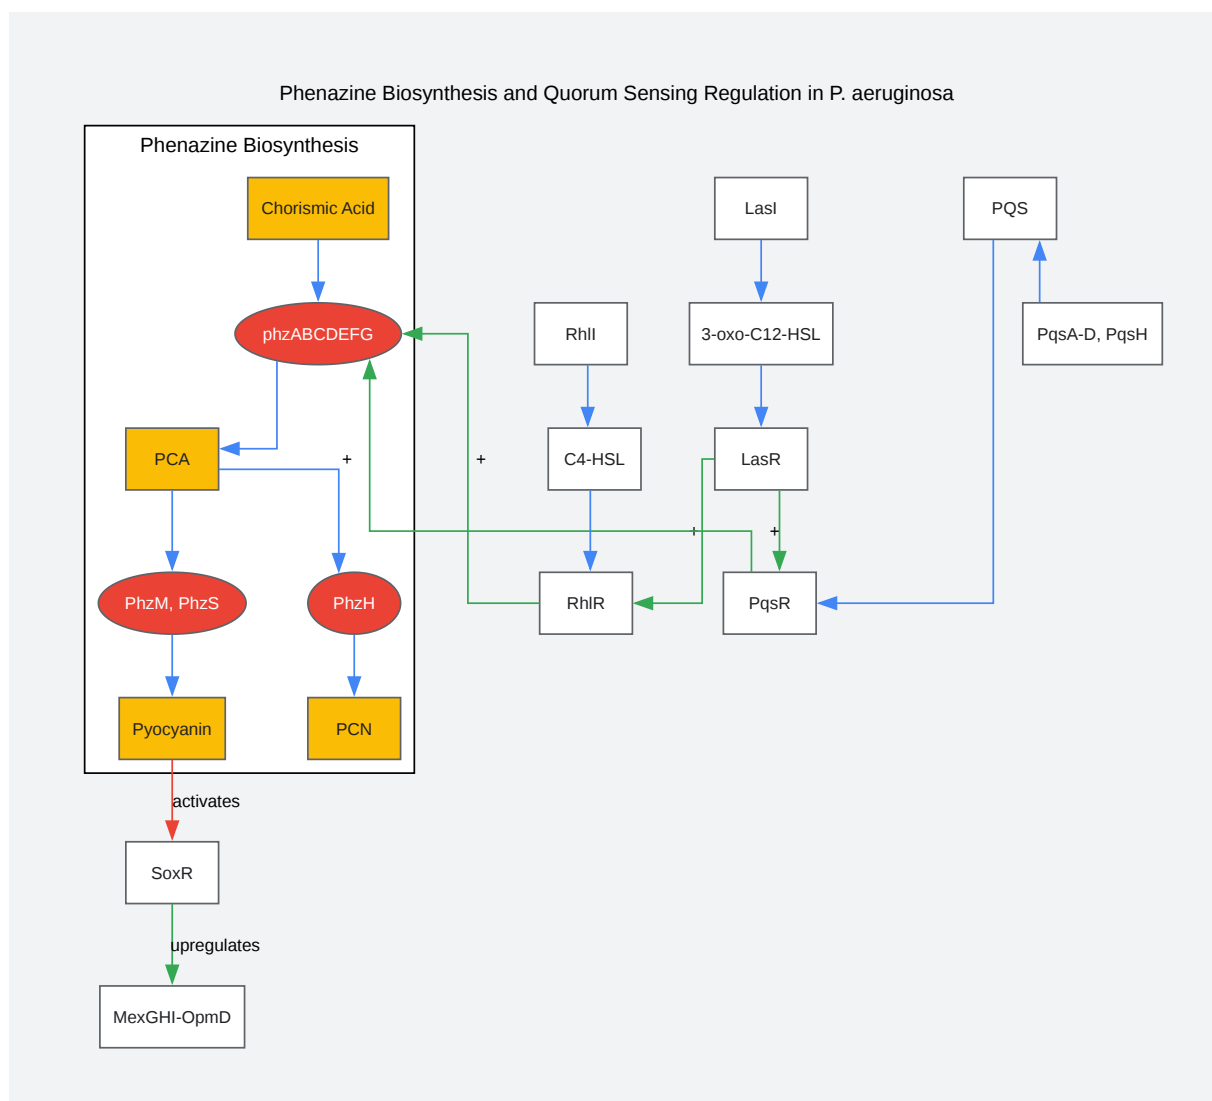 Phenazine Biosynthesis and Quorum Sensing Regulation in P. aeruginosa
Phenazine Biosynthesis
Chorismic Acid
LasI
PQS
phzABCDEFG
RhlI
3-oxo-C12-HSL
PqsA-D, PqsH
PCA
+
+
C4-HSL
LasR
+
+
PhzM, PhzS
PhzH
RhlR
PqsR
Pyocyanin
PCN
activates
SoxR
upregulates
MexGHI-OpmD